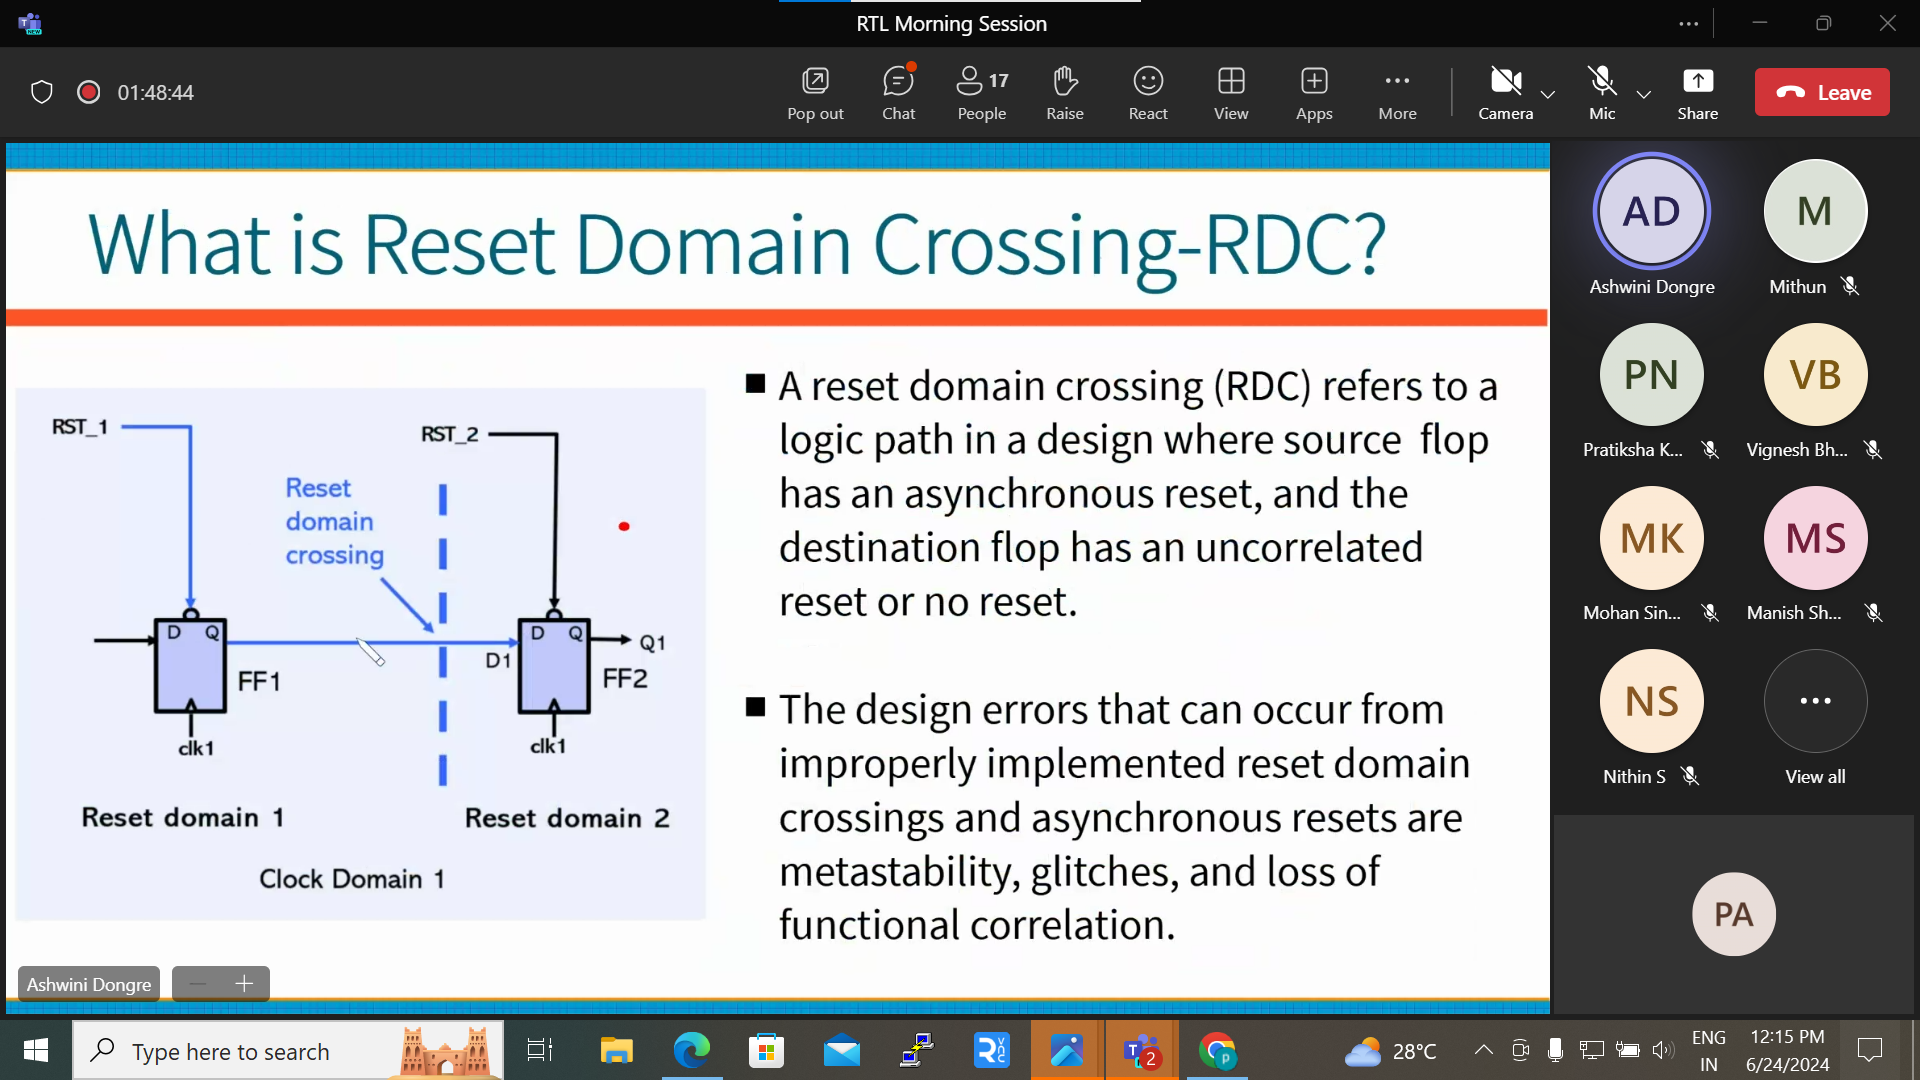 RTL Morning Session
01:48:44
Pop out
Chat
17
People
Raise
React
View
Apps
More
Camera
Mic
Share
Leave
What is Reset Domain Crossing-RDC?
RST_1
RST_2
Reset
domain
crossing
D Q
D Q
Q1
D1
FF1
FF2
clk1
clk1
Reset domain 1
Reset domain 2
Clock Domain 1
■ A reset domain crossing (RDC) refers to a
logic path in a design where source flop
has an asynchronous reset, and the
destination flop has an uncorrelated
reset or no reset.
■ The design errors that can occur from
improperly implemented reset domain
crossings and asynchronous resets are
metastability, glitches, and loss of
functional correlation.
Ashwini Dongre
AD
Ashwini Dongre
M
Mithun
PN
Pratiksha K...
VB
Vignesh Bh...
MK
Mohan Sin...
MS
Manish Sh...
NS
Nithin S
View all
PA
Type here to search
2
28°C
ENG
IN
12:15 PM
6/24/2024